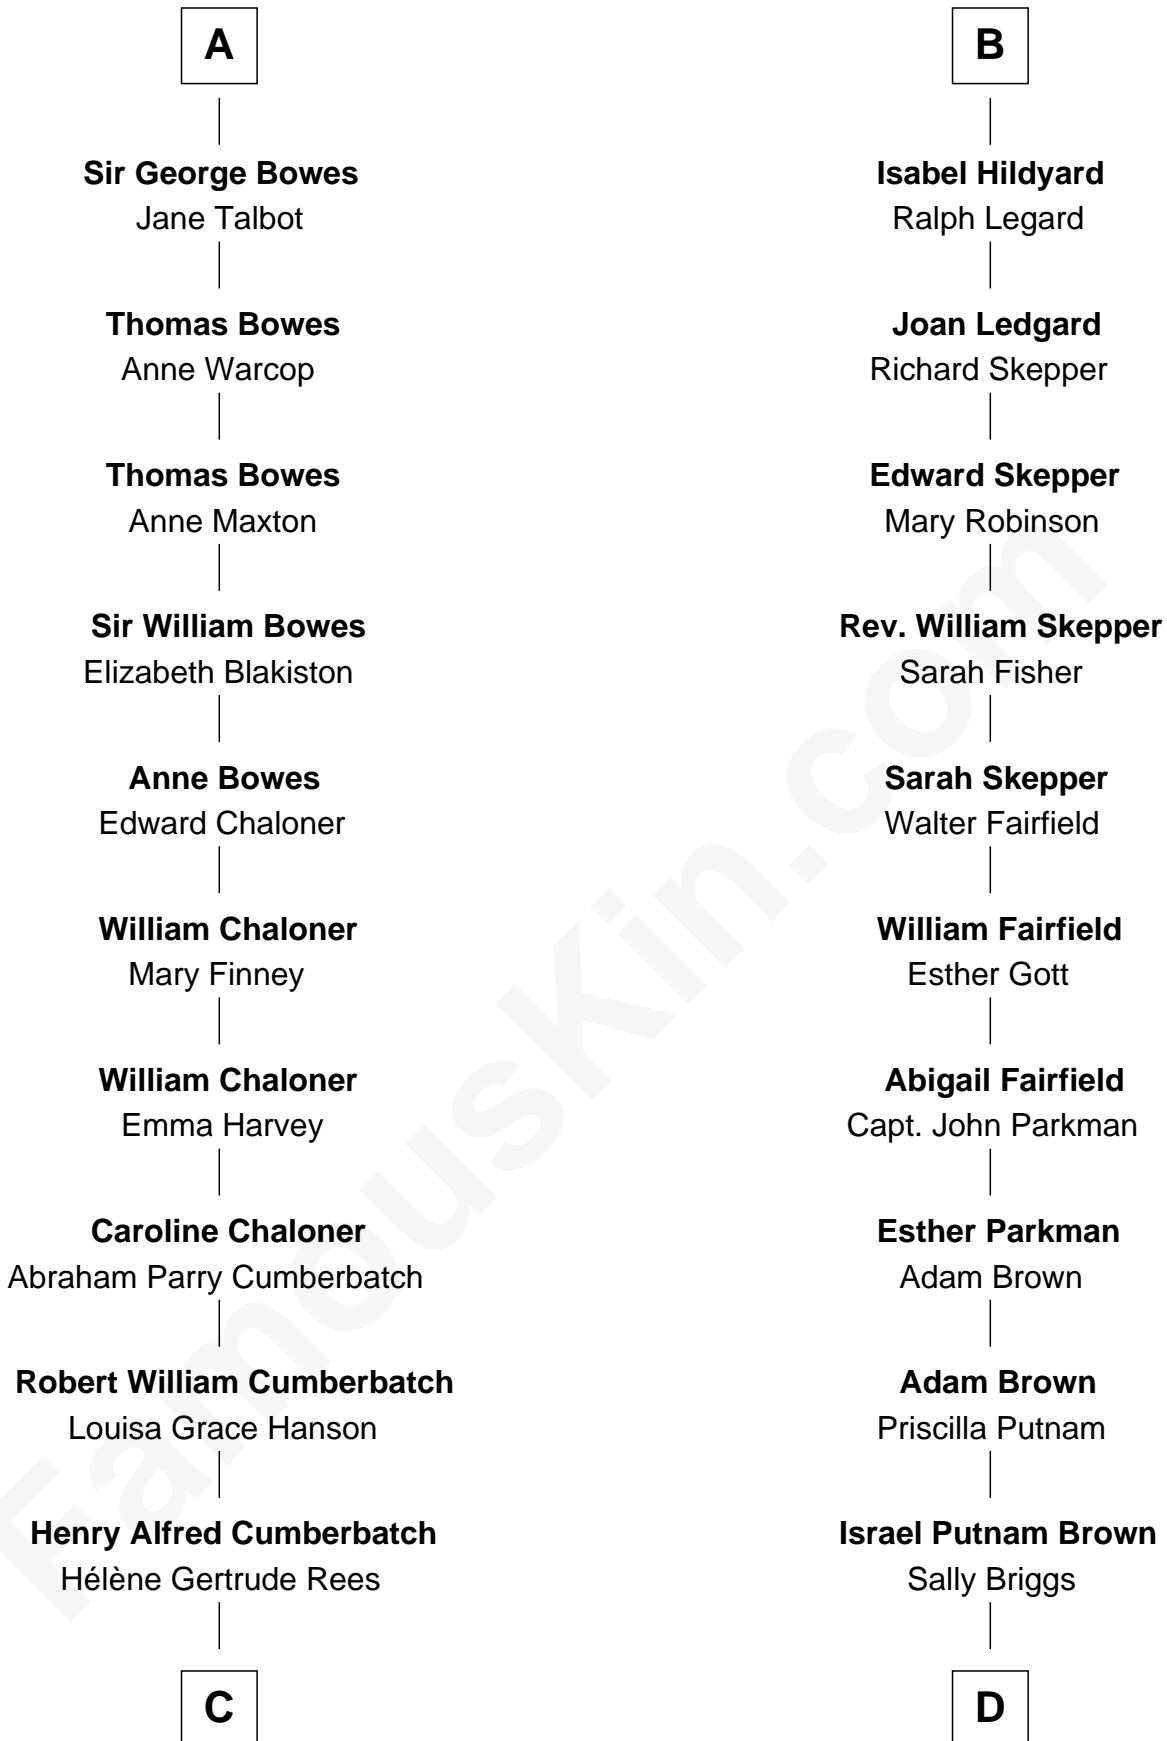 A
Sir George Bowes
Jane Talbot
Thomas Bowes
Anne Warcop
Thomas Bowes
Anne Maxton
Sir William Bowes
Elizabeth Blakiston
Anne Bowes
Edward Chaloner
William Chaloner
Mary Finney
William Chaloner
Emma Harvey
Caroline Chaloner
Abraham Parry Cumberbatch
Robert William Cumberbatch
Louisa Grace Hanson
Henry Alfred Cumberbatch
Hélène Gertrude Rees
C
B
Isabel Hildyard
Ralph Legard
Joan Ledgard
Richard Skepper
Edward Skepper
Mary Robinson
Rev. William Skepper
Sarah Fisher
Sarah Skepper
Walter Fairfield
William Fairfield
Esther Gott
Abigail Fairfield
Capt. John Parkman
Esther Parkman
Adam Brown
Adam Brown
Priscilla Putnam
Israel Putnam Brown
Sally Briggs
D
FamousKin.com